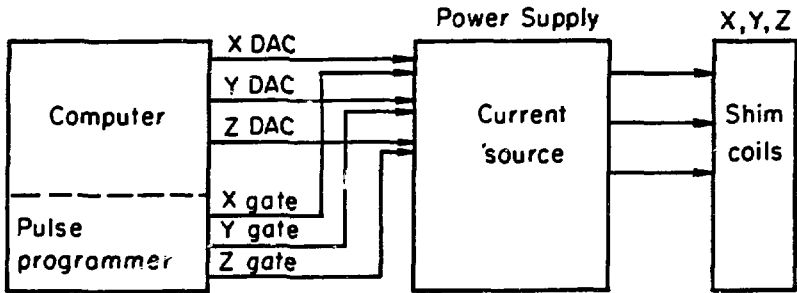 Power Supply
X, Y, Z
X DAC
Y DAC
Computer
Z DAC
Current
source
Shim
coils
X gate
Pulse
programmer
Y gate
Z gate